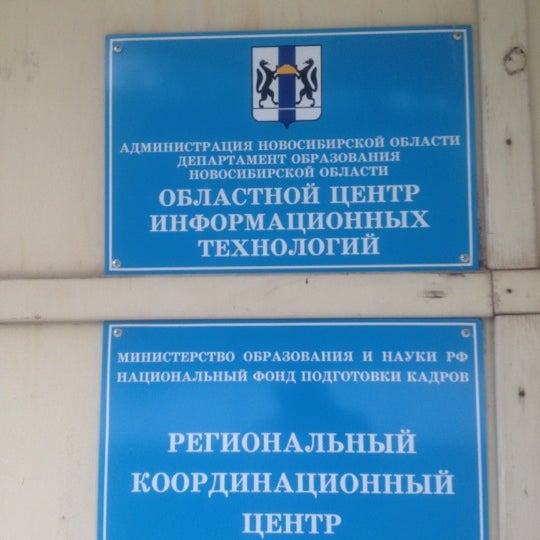 АДМИНИСТРАЦИЯ НОВОСИБИРСКОЙ ОБЛАСТИ
ДЕПАРТАМЕНТ ОБРАЗОВАНИЯ
НОВОСИБИРСКОЙ ОБЛАСТИ
ОБЛАСТНОЙ ЦЕНТР
ИНФОРМАЦИОННЫХ
ТЕХНОЛОГИЙ
МИНИСТЕРСТВО ОБРАЗОВАНИЯ И НАУКИ РФ
НАЦИОНАЛЬНЫЙ ФОНД ПОДГОТОВКИ КАДРОВ
РЕГИОНАЛЬНЫЙ
КООРДИНАЦИОННЫЙ
ЦЕНТР